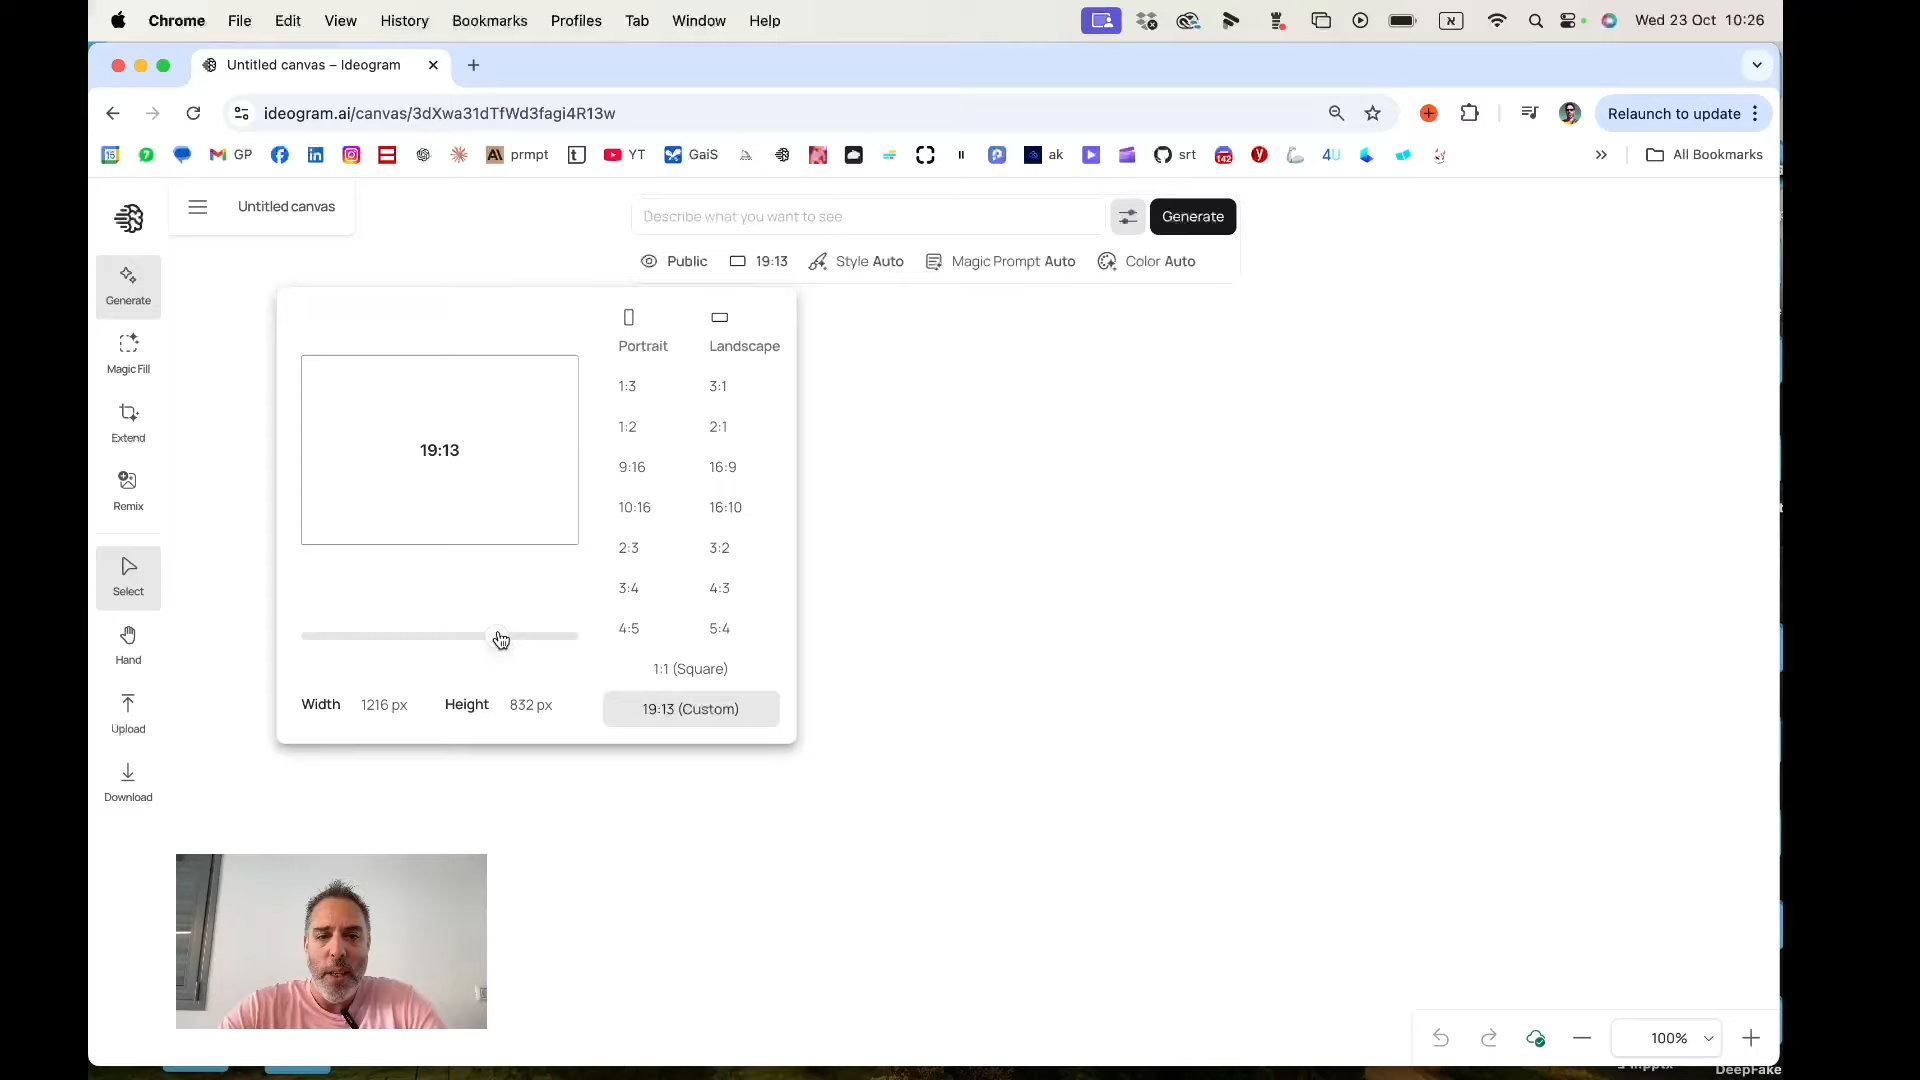 Chrome File Edit View History Bookmarks Profiles Tab Window Help Wed 23 Oct 10:26
Untitled canvas – Ideogram
ideogram.ai/canvas/3dXwa31dTfWd3fagi4R13w Relaunch to update
GP YT GaiS prmpt ak srt All Bookmarks
Untitled canvas
Describe what you want to see Generate
Public 19:13 Style Auto Magic Prompt Auto Color Auto
Generate
Magic Fill
Extend
Remix
Select
Hand
Upload
Download
Portrait Landscape
1:3 3:1
1:2 2:1
9:16 16:9
10:16 16:10
2:3 3:2
3:4 4:3
4:5 5:4
1:1 (Square)
19:13 (Custom)
19:13
Width 1216 px Height 832 px
100%
DeepFake